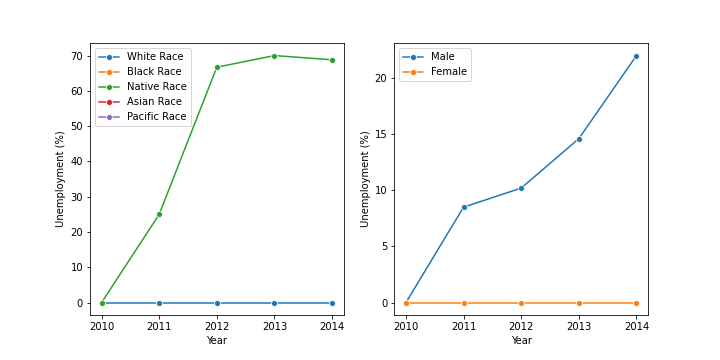 White Race
Black Race
Native Race
Asian Race
Pacific Race
70
60
50
40
30
20
10
0
Unemployment (%)
2010 2011 2012 2013 2014
Year
Male
Female
20
15
10
5
0
Unemployment (%)
2010 2011 2012 2013 2014
Year